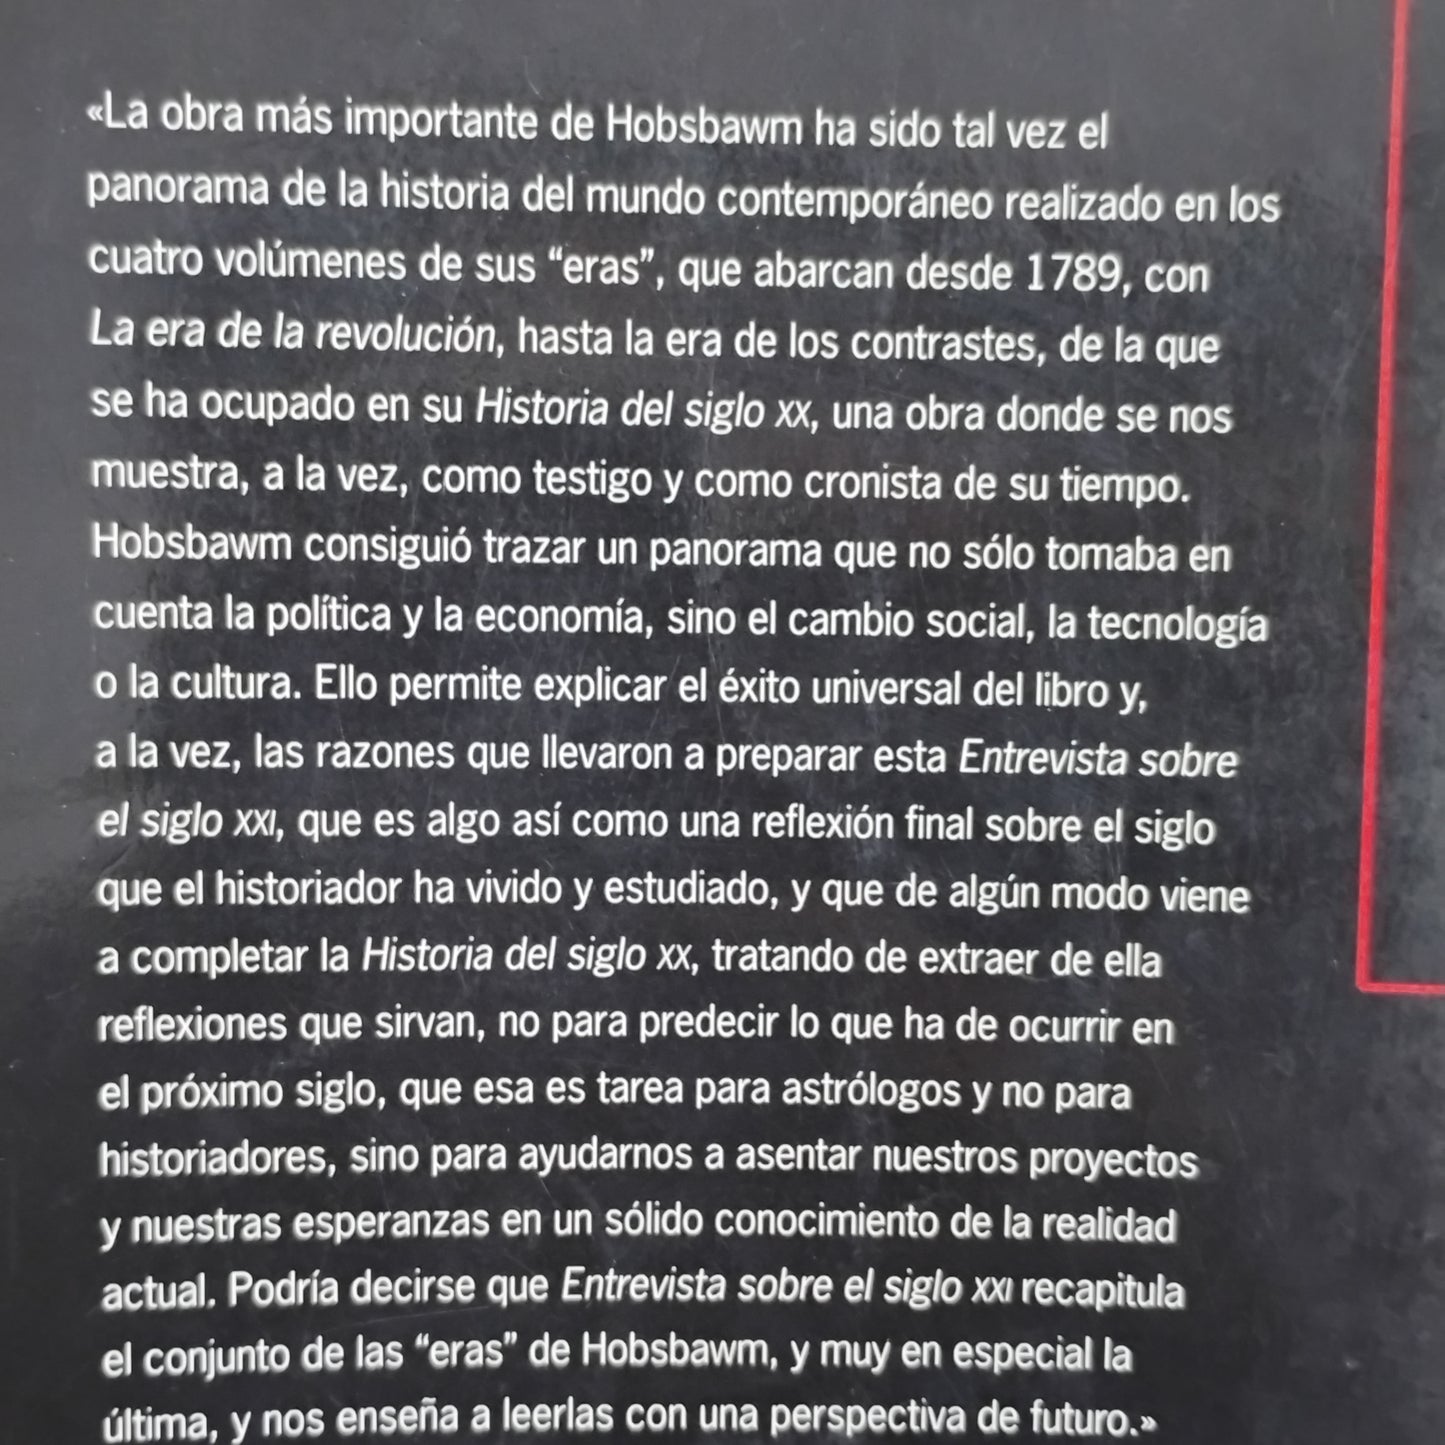 «La obra más importante de Hobsbawm ha sido tal vez el
panorama de la historia del mundo contemporáneo realizado en los
cuatro volúmenes de sus “eras”, que abarcan desde 1789, con
La era de la revolución, hasta la era de los contrastes, de la que
se ha ocupado en su Historia del siglo XX, una obra donde se nos
muestra, a la vez, como testigo y como cronista de su tiempo.
Hobsbawm consiguió trazar un panorama que no sólo tomaba en
cuenta la política y la economía, sino el cambio social, la tecnología
o la cultura. Ello permite explicar el éxito universal del libro y,
a la vez, las razones que llevaron a preparar esta Entrevista sobre
el siglo XXI, que es algo así como una reflexión final sobre el siglo
que el historiador ha vivido y estudiado, y que de algún modo viene
a completar la Historia del siglo XX, tratando de extraer de ella
reflexiones que sirvan, no para predecir lo que ha de ocurrir en
el próximo siglo, que esa es tarea para astrólogos y no para
historiadores, sino para ayudarnos a asentar nuestros proyectos
y nuestras esperanzas en un sólido conocimiento de la realidad
actual. Podría decirse que Entrevista sobre el siglo XXI recapitula
el conjunto de las “eras” de Hobsbawm, y muy en especial la
última, y nos enseña a leerlas con una perspectiva de futuro.»